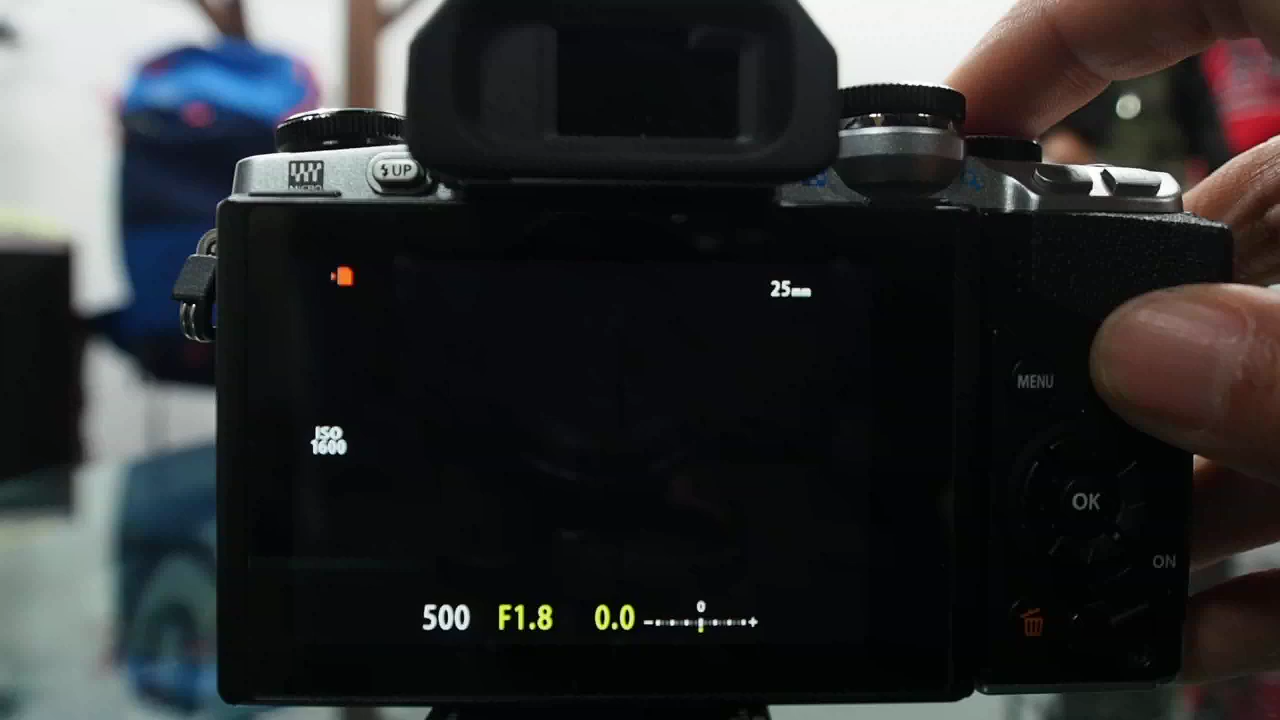 MICRO
UP
25mm
MENU
ISO
1600
OK
ON
500 F1.8 0.0 − 0 +